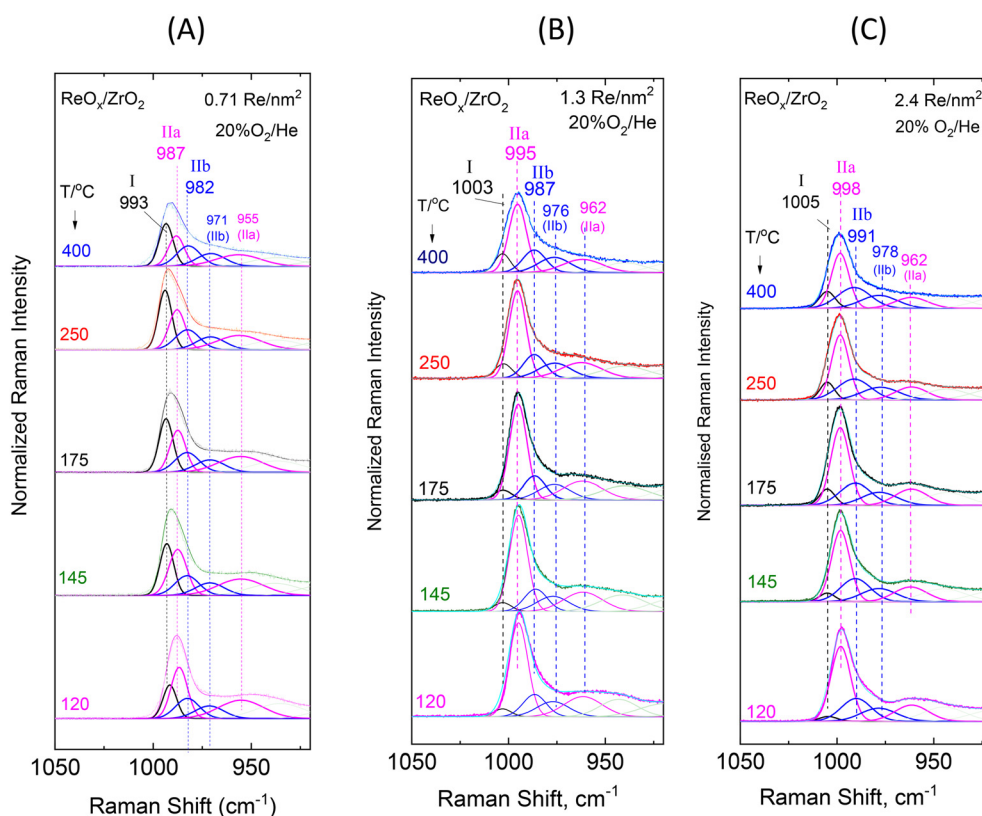 (A)
ReOx/ZrO2
0.71 Re/nm2
20%O2/He
IIa
987
IIb
982
I
993
971
(IIb)
955
(IIa)
T/oC
400
250
175
145
120
1050
1000
950
Raman Shift (cm-1)
Normalized Raman Intensity
(B)
ReOx/ZrO2
1.3 Re/nm2
20%O2/He
IIa
995
I
1003
IIb
987
976
(IIb)
962
(IIa)
T/oC
400
250
175
145
120
1050
1000
950
Raman Shift, cm-1
Normalized Raman Intensity
(C)
ReOx/ZrO2
2.4 Re/nm2
20% O2/He
IIa
998
I
1005
IIb
991
978
(IIb)
962
(IIa)
T/oC
400
250
175
145
120
1050
1000
950
Raman Shift, cm-1
Normalised Raman Intensity